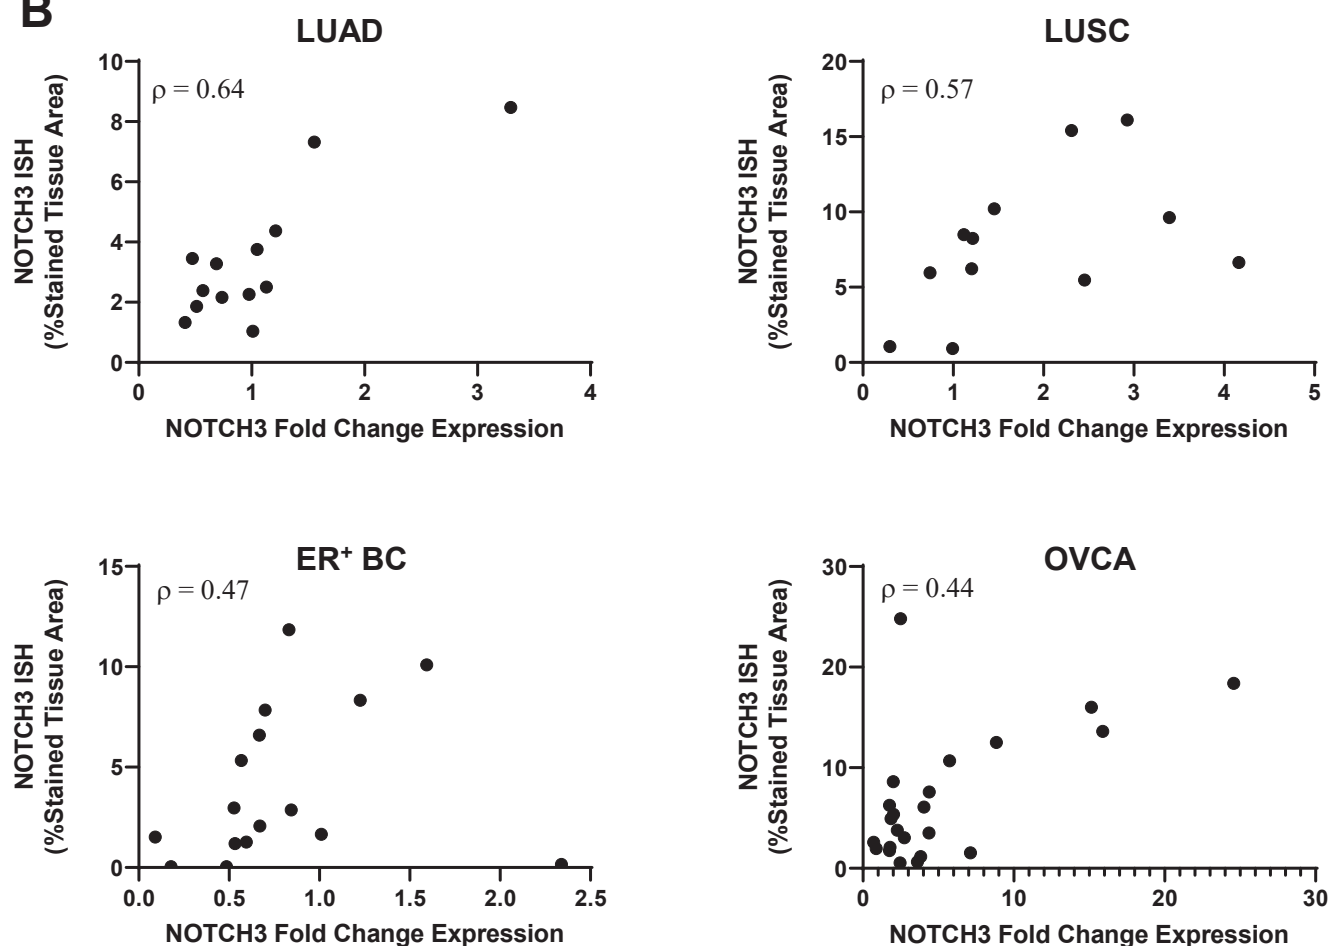 B
LUAD
ρ = 0.64
NOTCH3 ISH
(%Stained Tissue Area)
10
8
6
4
2
0
0 1 2 3 4
NOTCH3 Fold Change Expression
LUSC
ρ = 0.57
NOTCH3 ISH
(%Stained Tissue Area)
20
15
10
5
0
0 1 2 3 4 5
NOTCH3 Fold Change Expression
ER⁺ BC
ρ = 0.47
NOTCH3 ISH
(%Stained Tissue Area)
15
10
5
0
0.0 0.5 1.0 1.5 2.0 2.5
NOTCH3 Fold Change Expression
OVCA
ρ = 0.44
NOTCH3 ISH
(%Stained Tissue Area)
30
20
10
0
0 10 20 30
NOTCH3 Fold Change Expression